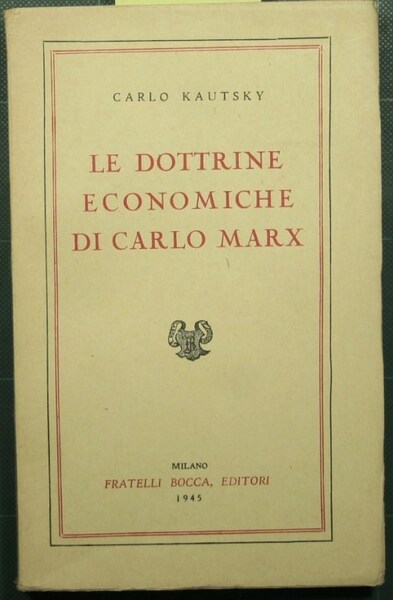 CARLO KAUTSKY
LE DOTTRINE
ECONOMICHE
DI CARLO MARX
MILANO
FRATELLI BOCCA, EDITORI
1945